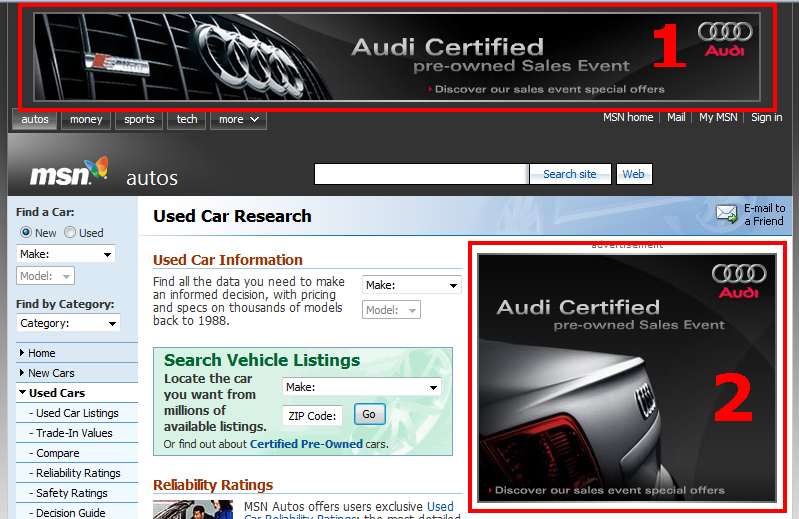 Audi Certified
pre-owned Sales Event
Discover our sales event special offers
Audi
1
autos
money
sports
tech
more
MSN home
Mail
My MSN
Sign in
msn
autos
Search site
Web
Find a Car:
New
Used
Make:
Model:
Find by Category:
Category:
Home
New Cars
Used Cars
- Used Car Listings
- Trade-In Values
- Compare
- Reliability Ratings
- Safety Ratings
- Decision Guide
Used Car Research
E-mail to
a Friend
Used Car Information
Find all the data you need to make
an informed decision, with pricing
and specs on thousands of models
back to 1988.
Make:
Model:
Search Vehicle Listings
Locate the car
you want from
millions of
available listings.
Make:
ZIP Code:
Go
Or find out about Certified Pre-Owned cars.
Reliability Ratings
MSN Autos offers users exclusive Used
Car Reliability Ratings: the most detailed
advertisement
Audi
Audi Certified
pre-owned Sales Event
2
Discover our sales event special offers